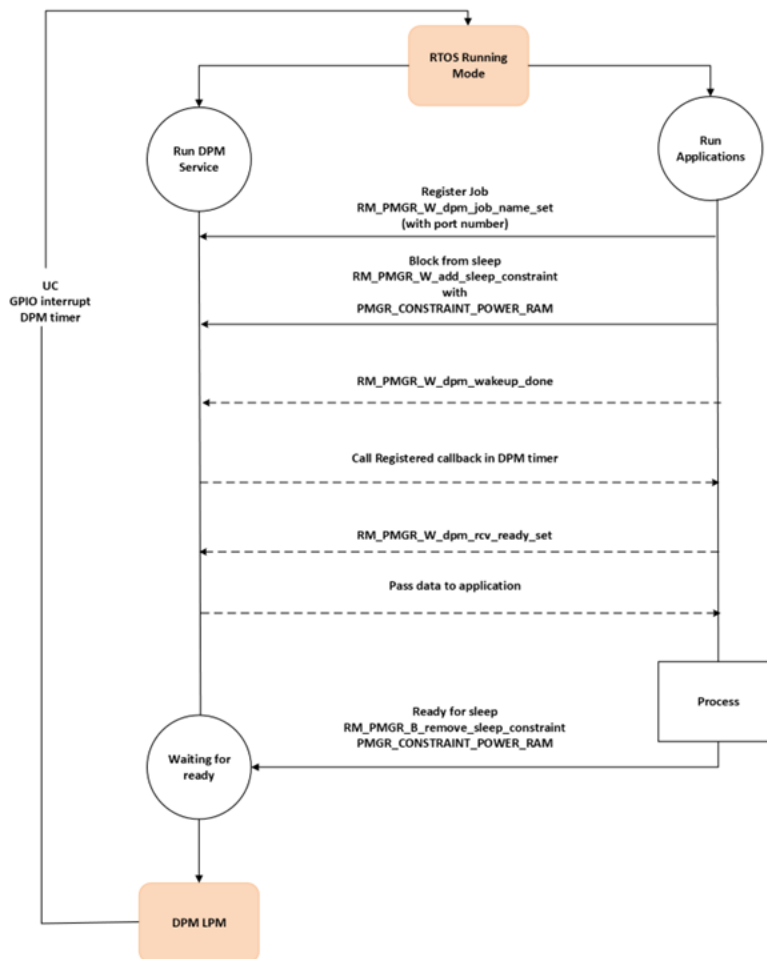 RTOS Running
Mode
Run DPM
Service
Run
Applications
Register Job
RM_PMGR_W_dpm_job_name_set
(with port number)
Block from sleep
RM_PMGR_W_add_sleep_constraint
with
PMGR_CONSTRAINT_POWER_RAM
UC
GPIO interrupt
DPM timer
RM_PMGR_W_dpm_wakeup_done
Call Registered callback in DPM timer
RM_PMGR_W_dpm_rcv_ready_set
Pass data to application
Process
Ready for sleep
RM_PMGR_B_remove_sleep_constraint
PMGR_CONSTRAINT_POWER_RAM
Waiting for
ready
DPM LPM